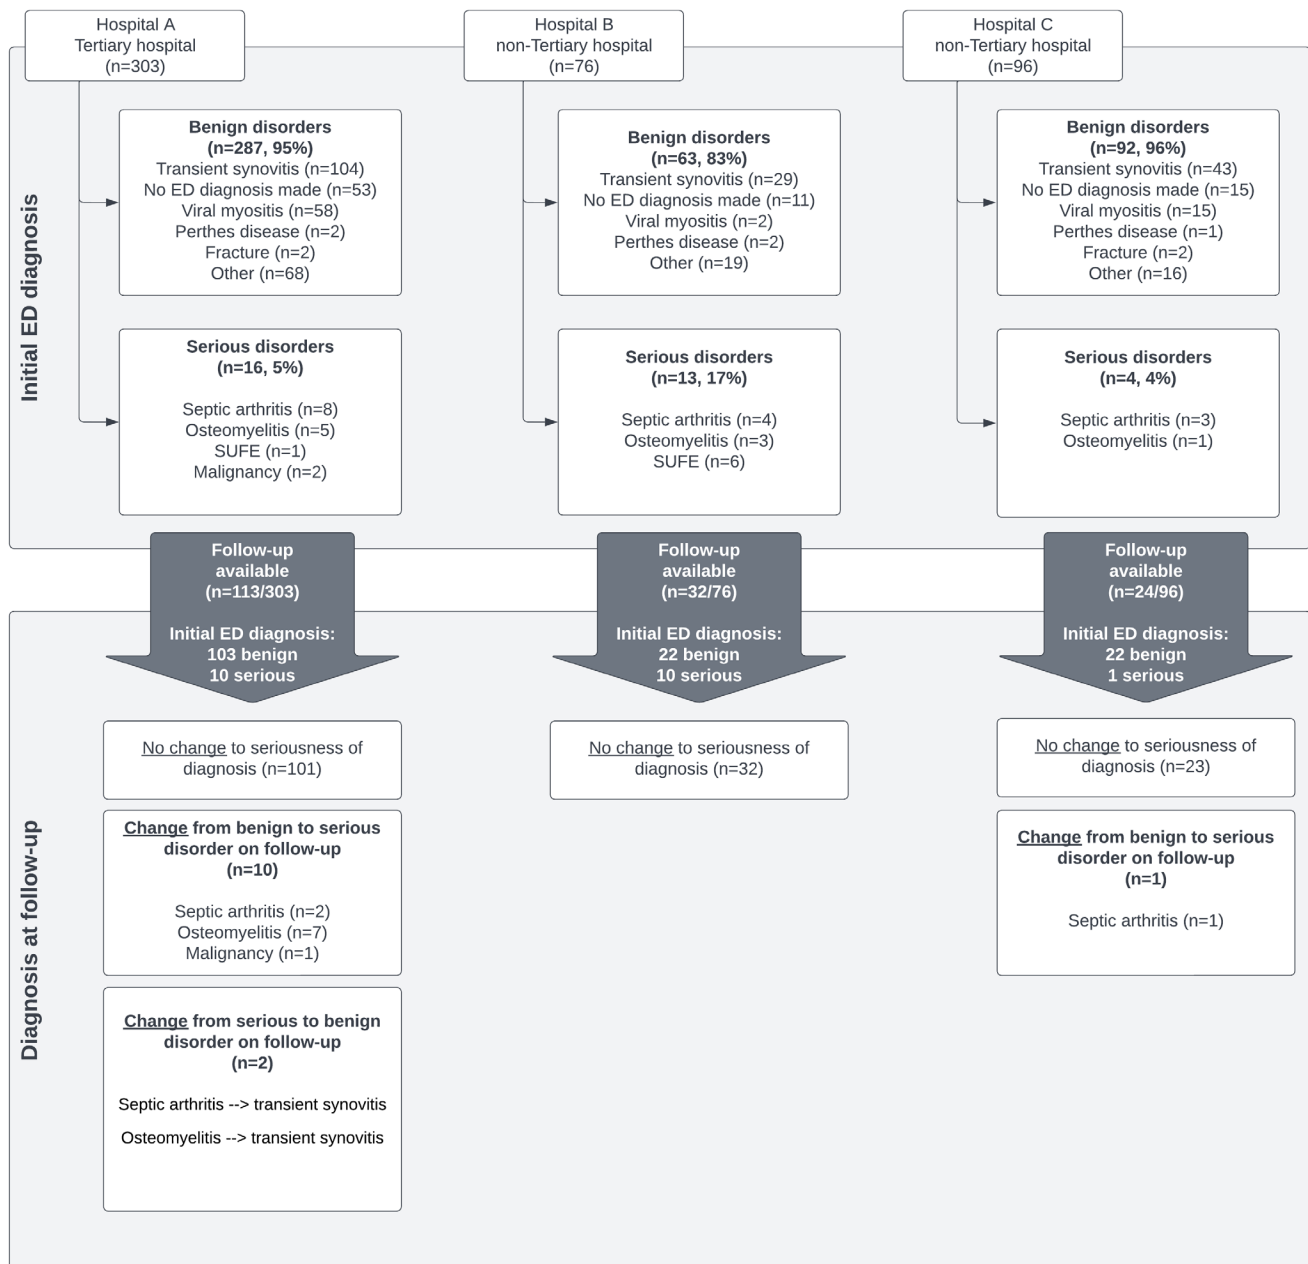 Hospital A
Tertiary hospital
(n=303)
Hospital B
non-Tertiary hospital
(n=76)
Hospital C
non-Tertiary hospital
(n=96)
Initial ED diagnosis
Benign disorders
(n=287, 95%)
Transient synovitis (n=104)
No ED diagnosis made (n=53)
Viral myositis (n=58)
Perthes disease (n=2)
Fracture (n=2)
Other (n=68)
Benign disorders
(n=63, 83%)
Transient synovitis (n=29)
No ED diagnosis made (n=11)
Viral myositis (n=2)
Perthes disease (n=2)
Other (n=19)
Benign disorders
(n=92, 96%)
Transient synovitis (n=43)
No ED diagnosis made (n=15)
Viral myositis (n=15)
Perthes disease (n=1)
Fracture (n=2)
Other (n=16)
Serious disorders
(n=16, 5%)
Septic arthritis (n=8)
Osteomyelitis (n=5)
SUFE (n=1)
Malignancy (n=2)
Serious disorders
(n=13, 17%)
Septic arthritis (n=4)
Osteomyelitis (n=3)
SUFE (n=6)
Serious disorders
(n=4, 4%)
Septic arthritis (n=3)
Osteomyelitis (n=1)
Follow-up
available
(n=113/303)
Initial ED diagnosis:
103 benign
10 serious
Follow-up
available
(n=32/76)
Initial ED diagnosis:
22 benign
10 serious
Follow-up
available
(n=24/96)
Initial ED diagnosis:
22 benign
1 serious
Diagnosis at follow-up
No change to seriousness of
diagnosis (n=101)
No change to seriousness of
diagnosis (n=32)
No change to seriousness of
diagnosis (n=23)
Change from benign to serious
disorder on follow-up
(n=10)
Septic arthritis (n=2)
Osteomyelitis (n=7)
Malignancy (n=1)
Change from benign to serious
disorder on follow-up
(n=1)
Septic arthritis (n=1)
Change from serious to benign
disorder on follow-up
(n=2)
Septic arthritis --> transient synovitis
Osteomyelitis --> transient synovitis